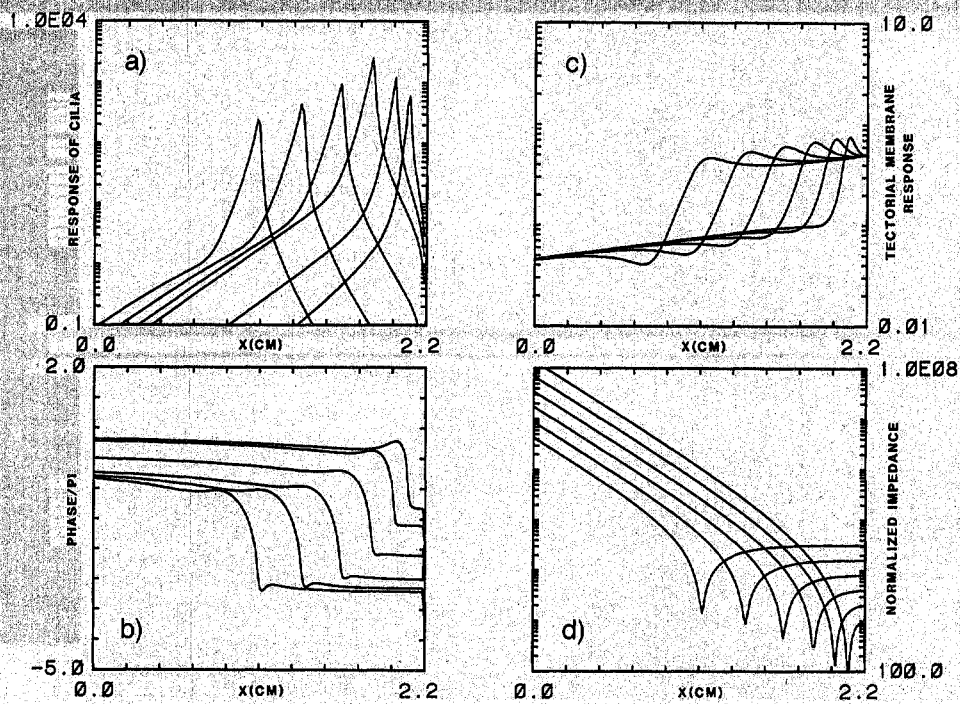 1.0E04
a)
RESPONSE OF CILIA
0.1
0.0
X(CM)
2.2
10.0
c)
TECTORIAL MEMBRANE
RESPONSE
0.01
0.0
X(CM)
2.2
2.0
PHASE/PI
b)
-5.0
0.0
X(CM)
2.2
1.0E08
NORMALIZED IMPEDANCE
d)
100.0
0.0
X(CM)
2.2